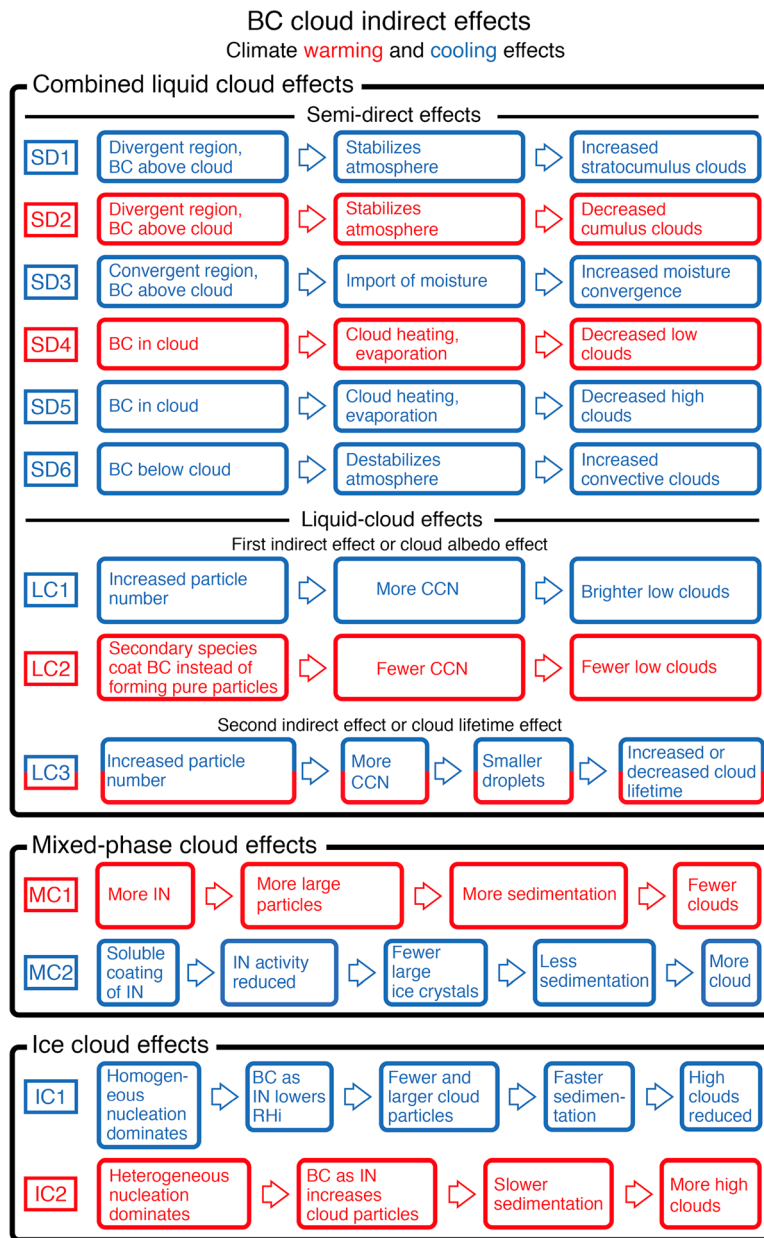 BC cloud indirect effects
Climate warming and cooling effects
Combined liquid cloud effects
Semi-direct effects
SD1
Divergent region,
BC above cloud
Stabilizes
atmosphere
Increased
stratocumulus clouds
SD2
Divergent region,
BC above cloud
Stabilizes
atmosphere
Decreased
cumulus clouds
SD3
Convergent region,
BC above cloud
Import of moisture
Increased moisture
convergence
SD4
BC in cloud
Cloud heating,
evaporation
Decreased low
clouds
SD5
BC in cloud
Cloud heating,
evaporation
Decreased high
clouds
SD6
BC below cloud
Destabilizes
atmosphere
Increased
convective clouds
Liquid-cloud effects
First indirect effect or cloud albedo effect
LC1
Increased particle
number
More CCN
Brighter low clouds
LC2
Secondary species
coat BC instead of
forming pure particles
Fewer CCN
Fewer low clouds
Second indirect effect or cloud lifetime effect
LC3
Increased particle
number
More
CCN
Smaller
droplets
Increased or
decreased cloud
lifetime
Mixed-phase cloud effects
MC1
More IN
More large
particles
More sedimentation
Fewer
clouds
MC2
Soluble
coating
of IN
IN activity
reduced
Fewer
large
ice crystals
Less
sedimentation
More
cloud
Ice cloud effects
IC1
Homogen-
eous
nucleation
dominates
BC as
IN lowers
RHi
Fewer and
larger cloud
particles
Faster
sedimen-
tation
High
clouds
reduced
IC2
Heterogeneous
nucleation
dominates
BC as IN
increases
cloud particles
Slower
sedimentation
More high
clouds